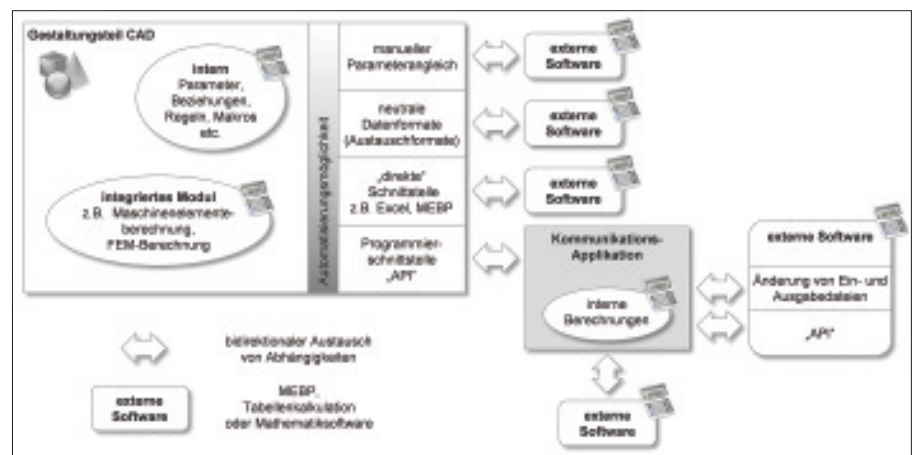 Gestaltungsteil CAD
intern
Parameter,
Beziehungen,
Regeln, Makros
etc.
integriertes Modul
z.B. Maschinenelemente-
berechnung,
FEM-Berechnung
Automatisierungsmöglichkeit
manueller
Parameterangleich
neutrale
Datenformate
(Austauschformate)
„direkte"
Schnittstelle
z.B. Excel, MEBP
Programmier-
schnittstelle
„API"
externe
Software
externe
Software
externe
Software
Kommunikations-
Applikation
interne
Berechnungen
externe Software
Änderung von Ein- und
Ausgabedateien
„API"
externe
Software
bidirektionaler Austausch
von Abhängigkeiten
externe
Software
MEBP,
Tabellenkalkulation
oder Mathematiksoftware